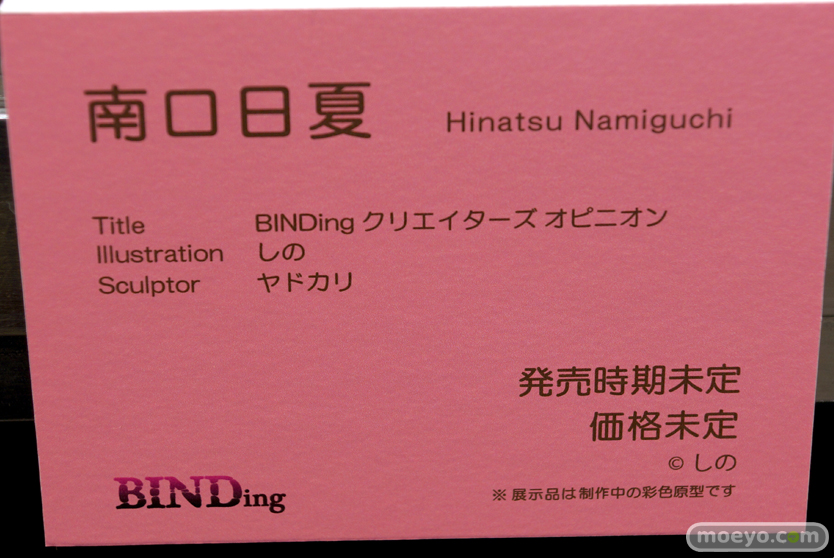 南口日夏 Hinatsu Namiguchi
Title BINDing クリエイターズ オピニオン
Illustration しの
Sculptor ヤドカリ
発売時期未定
価格未定
© しの
BINDing
※ 展示品は制作中の彩色原型です
moeyo.com